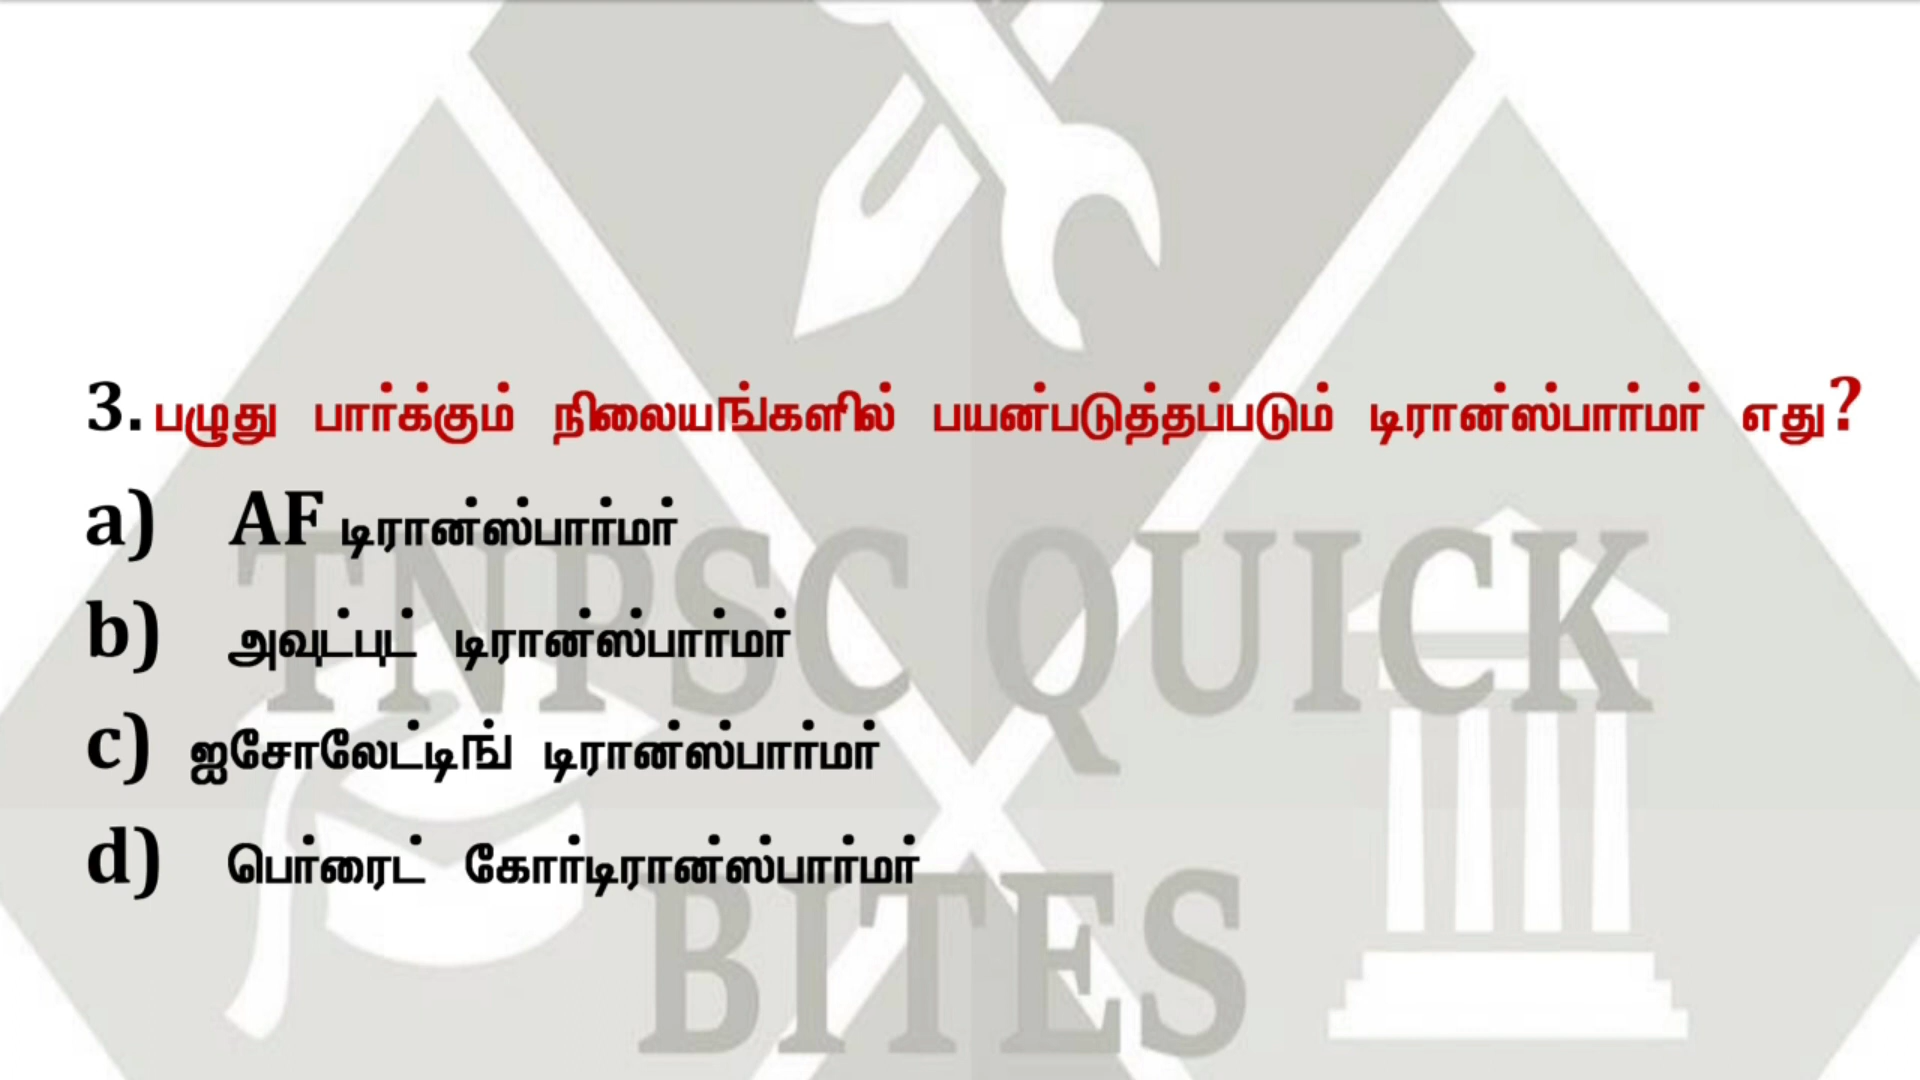 3. பழுது பார்க்கும் நிலையங்களில் பயன்படுத்தப்படும் டிரான்ஸ்பார்மர் எது?
a) AF டிரான்ஸ்பார்மர்
b) அவுட்புட் டிரான்ஸ்பார்மர்
c) ஐசோலேட்டிங் டிரான்ஸ்பார்மர்
d) பெர்ரைட் கோர்டிரான்ஸ்பார்மர்
TNPSC QUICK
BITES